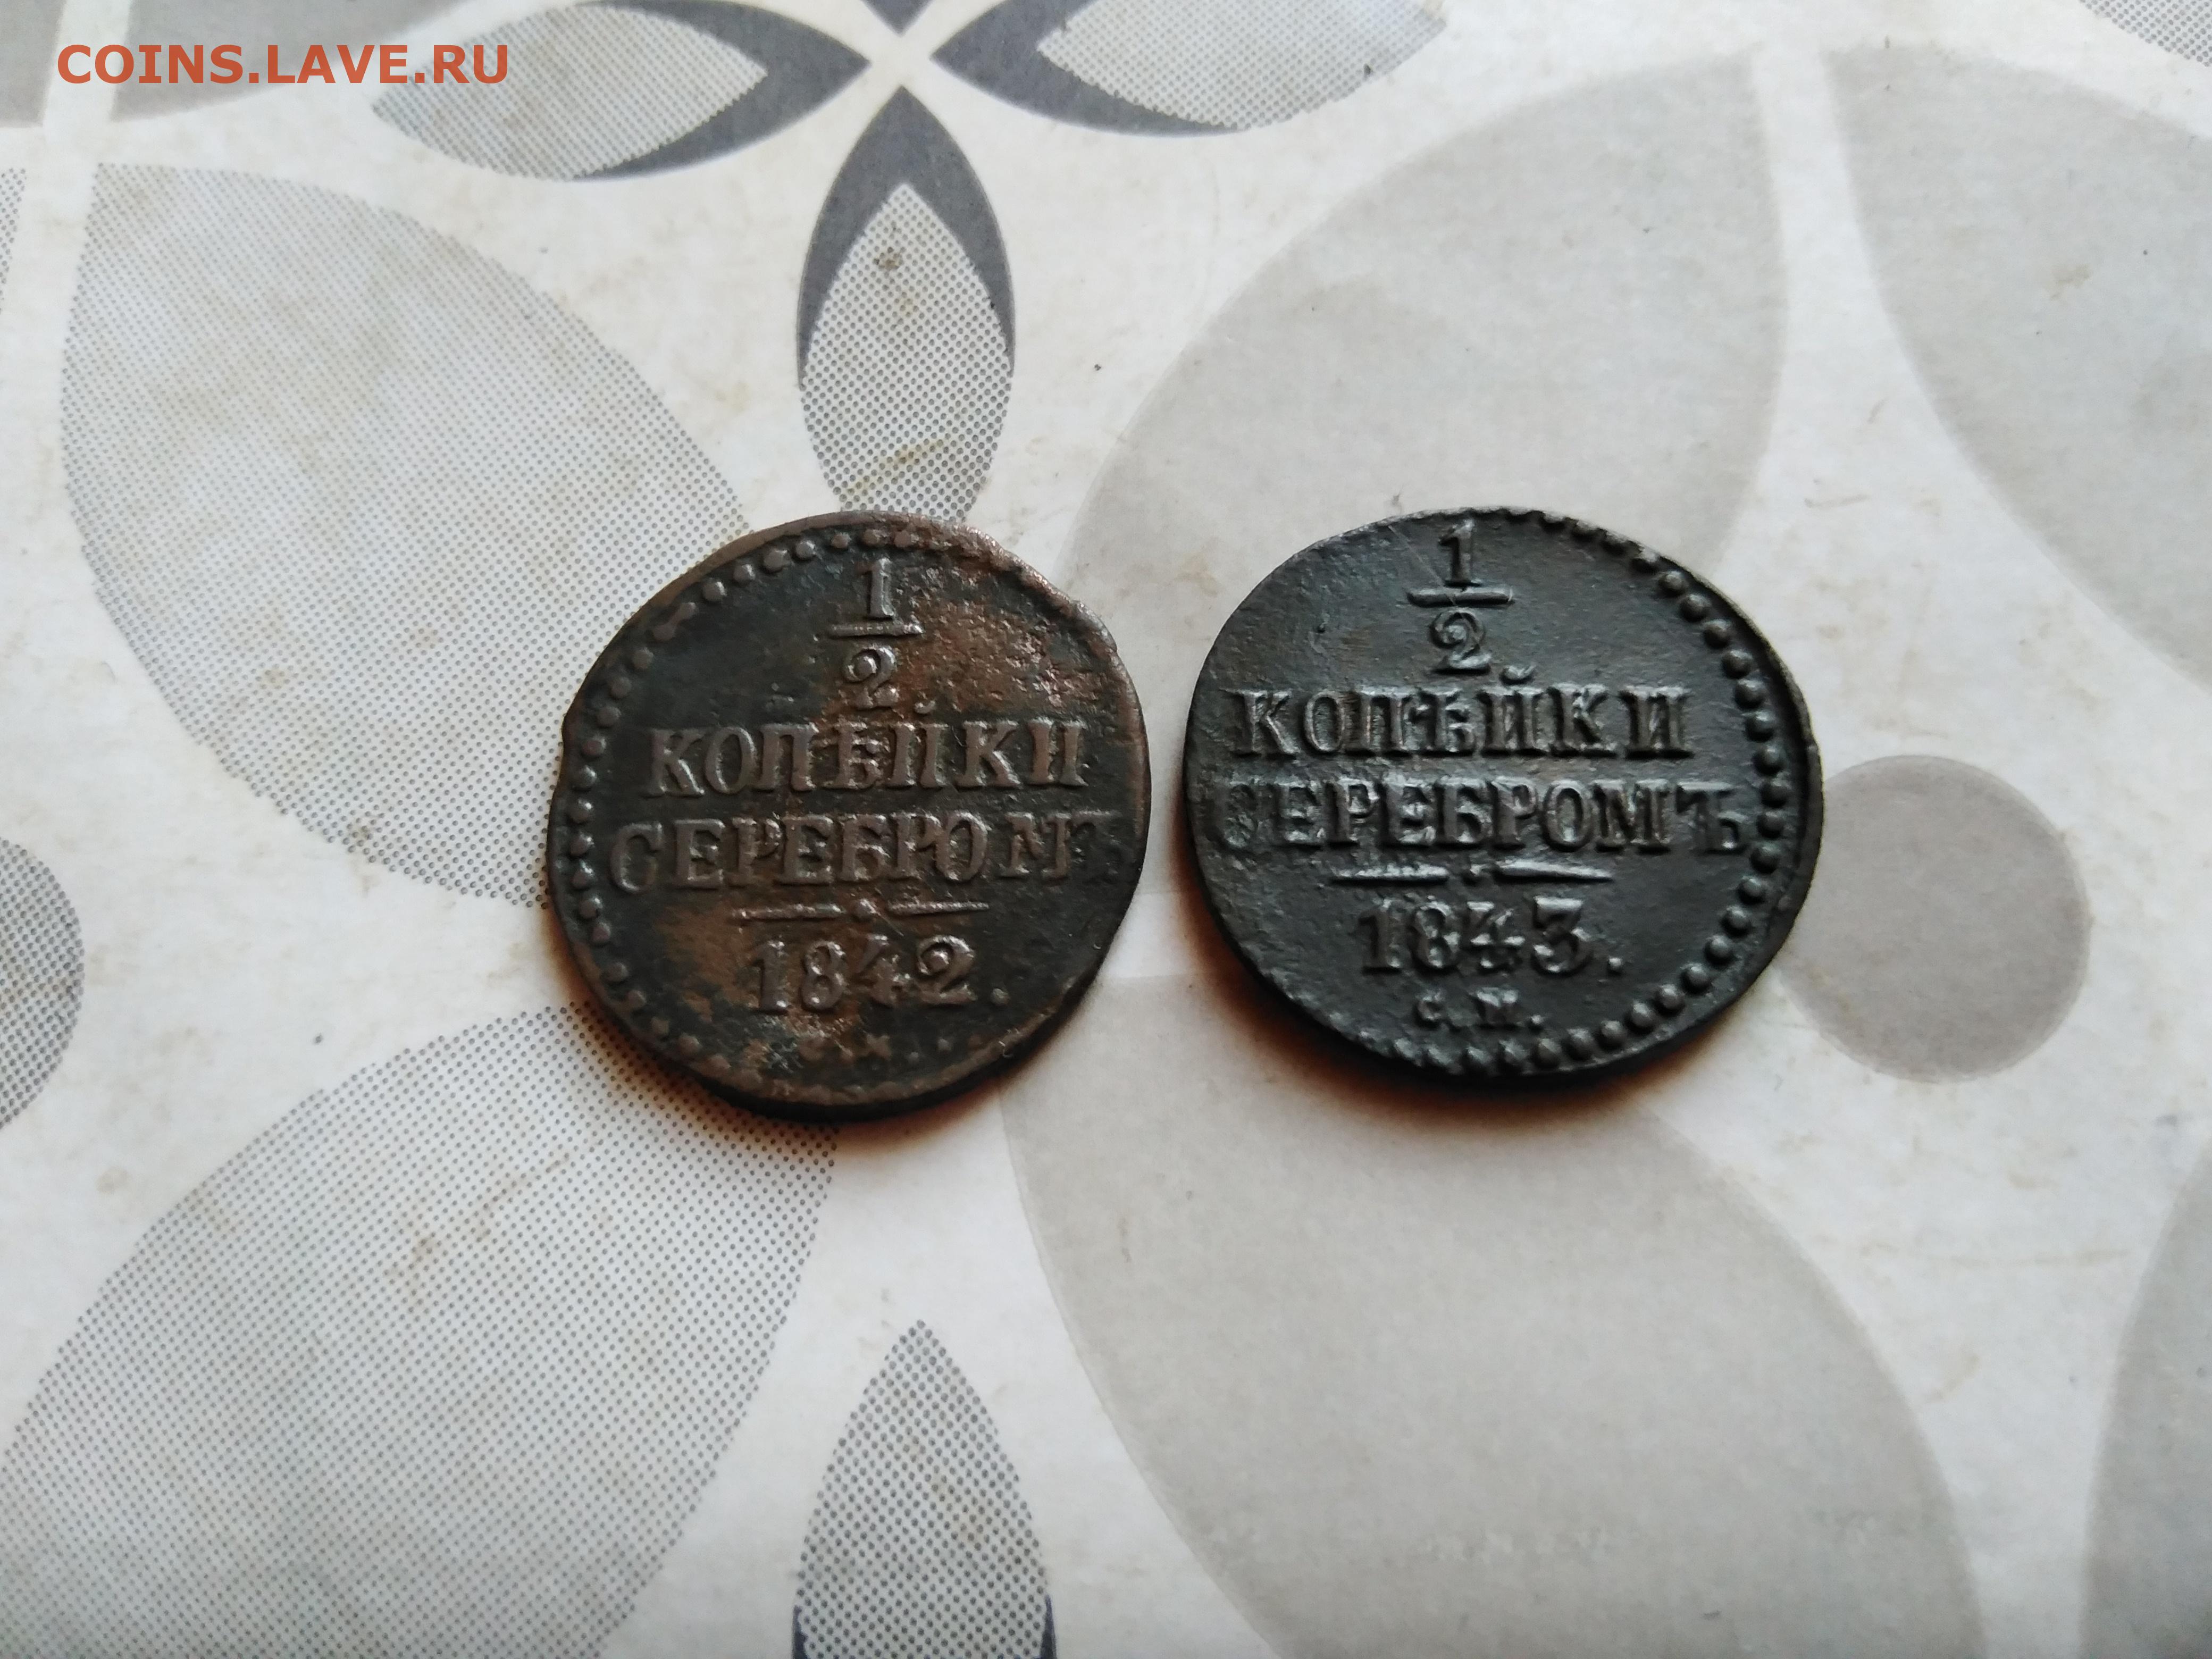 COINS.LAVE.RU
1
2
КОПѢЙКИ
СЕРЕБРОМЪ
1842.
1
2
КОПѢЙКИ
СЕРЕБРОМЪ
1843.
С.М.